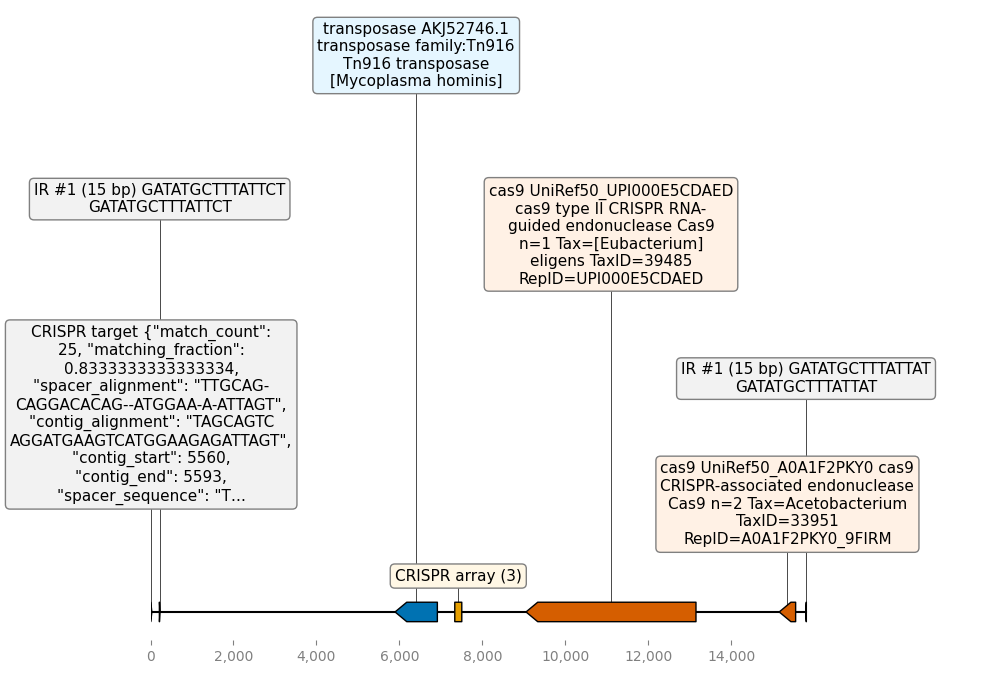 transposase AKJ52746.1
transposase family:Tn916
Tn916 transposase
[Mycoplasma hominis]
IR #1 (15 bp) GATATGCTTTATTCT
GATATGCTTTATTCT
cas9 UniRef50_UPI000E5CDAED
cas9 type II CRISPR RNA-
guided endonuclease Cas9
n=1 Tax=[Eubacterium]
eligens TaxID=39485
RepID=UPI000E5CDAED
CRISPR target {"match_count":
25, "matching_fraction":
0.8333333333333334,
"spacer_alignment": "TTGCAG-
CAGGACACAG--ATGGAA-A-ATTAGT",
"contig_alignment": "TAGCAGTC
AGGATGAAGTCATGGAAGAGATTAGT",
"contig_start": 5560,
"contig_end": 5593,
"spacer_sequence": "T...
IR #1 (15 bp) GATATGCTTTATTAT
GATATGCTTTATTAT
cas9 UniRef50_A0A1F2PKY0 cas9
CRISPR-associated endonuclease
Cas9 n=2 Tax=Acetobacterium
TaxID=33951
RepID=A0A1F2PKY0_9FIRM
CRISPR array (3)
0 2,000 4,000 6,000 8,000 10,000 12,000 14,000